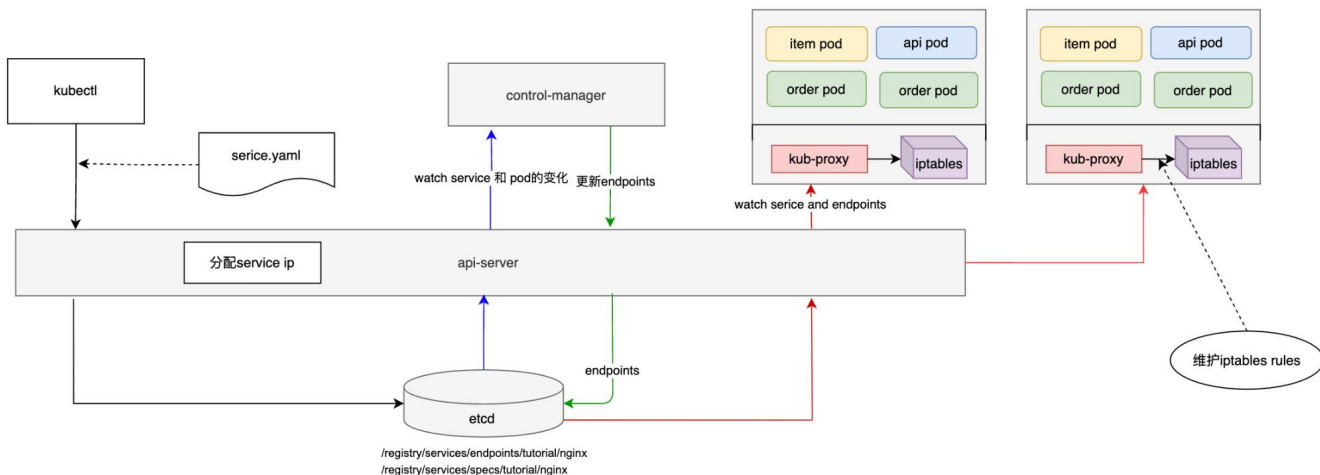 item pod
api pod
order pod
order pod
kub-proxy
iptables
item pod
api pod
order pod
order pod
kub-proxy
iptables
kubectl
serice.yaml
control-manager
watch service 和 pod的变化
更新endpoints
watch serice and endpoints
分配service ip
api-server
维护iptables rules
endpoints
etcd
/registry/services/endpoints/tutorial/nginx
/registry/services/specs/tutorial/nginx